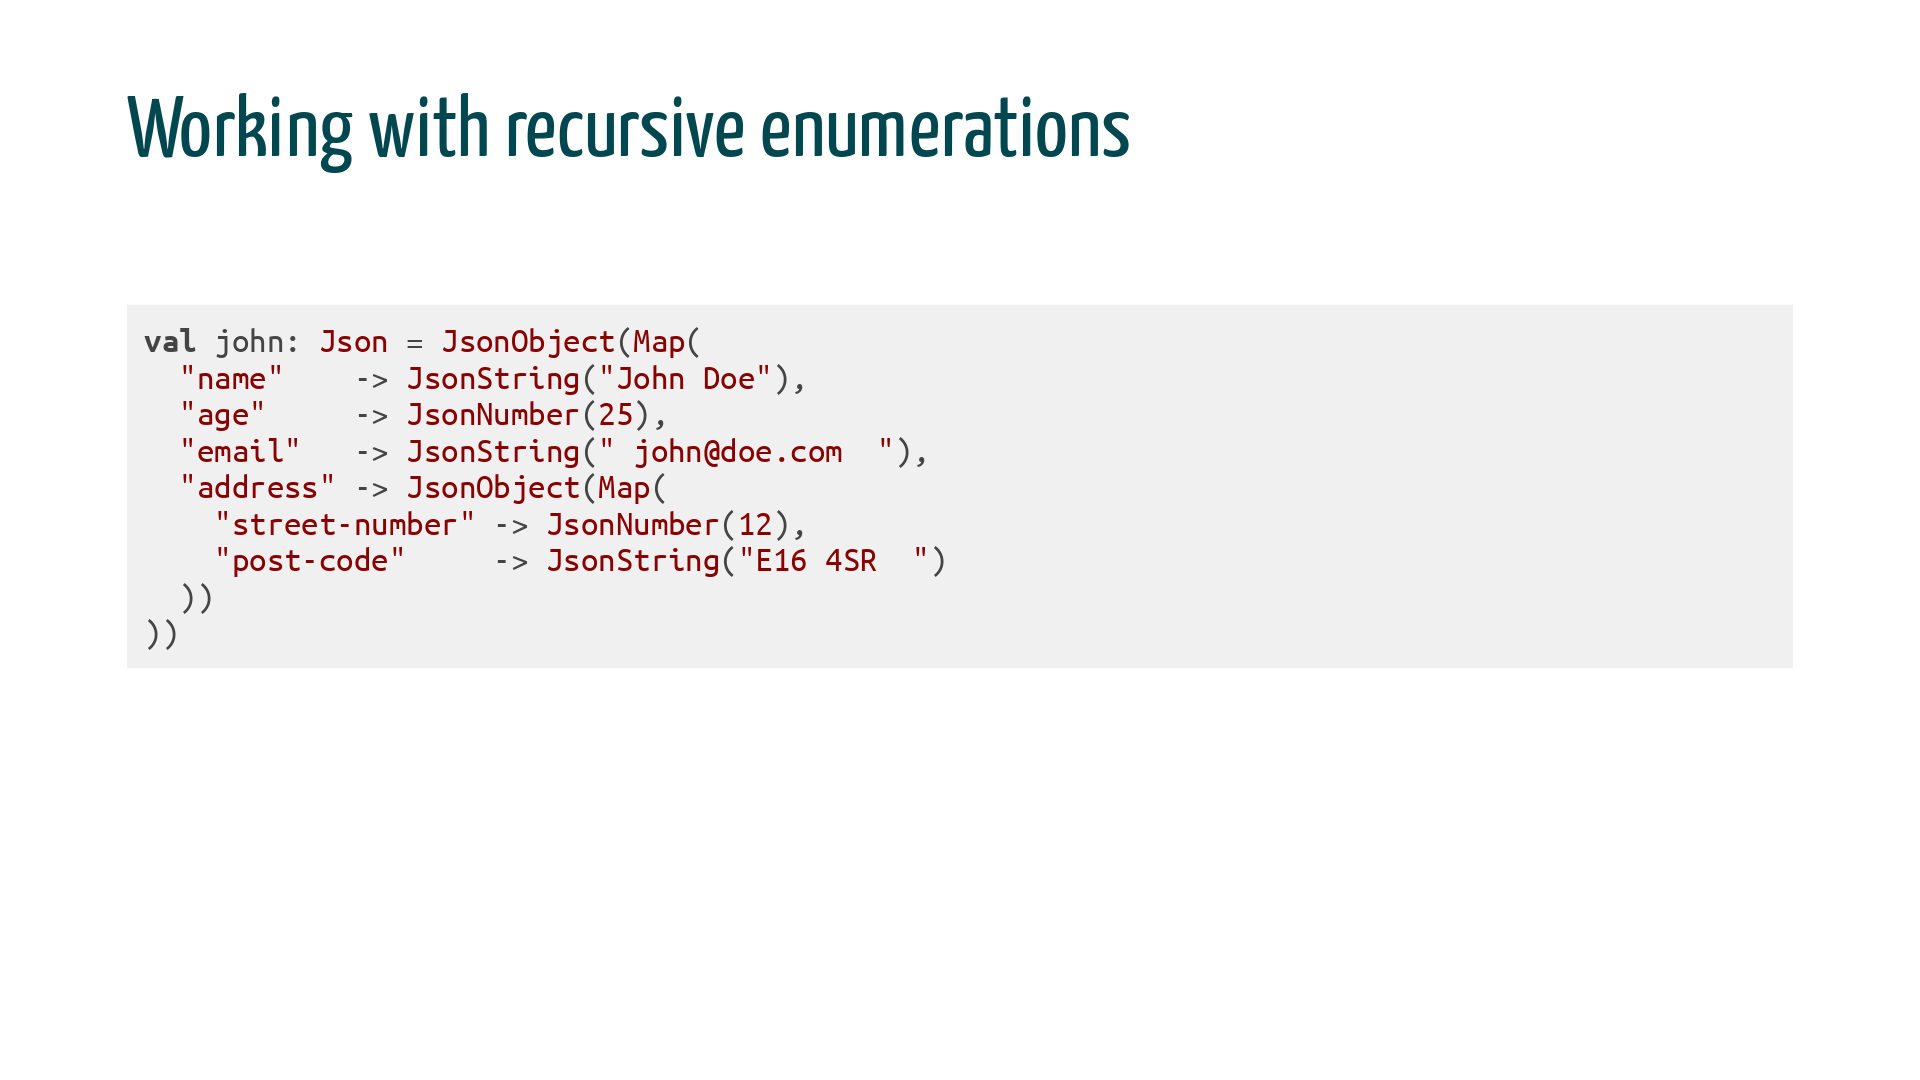 Working with recursive enumerations
val john: Json = JsonObject(Map(
  "name"    -> JsonString("John Doe"),
  "age"     -> JsonNumber(25),
  "email"   -> JsonString(" john@doe.com  "),
  "address" -> JsonObject(Map(
    "street-number" -> JsonNumber(12),
    "post-code"     -> JsonString("E16 4SR  ")
  ))
))